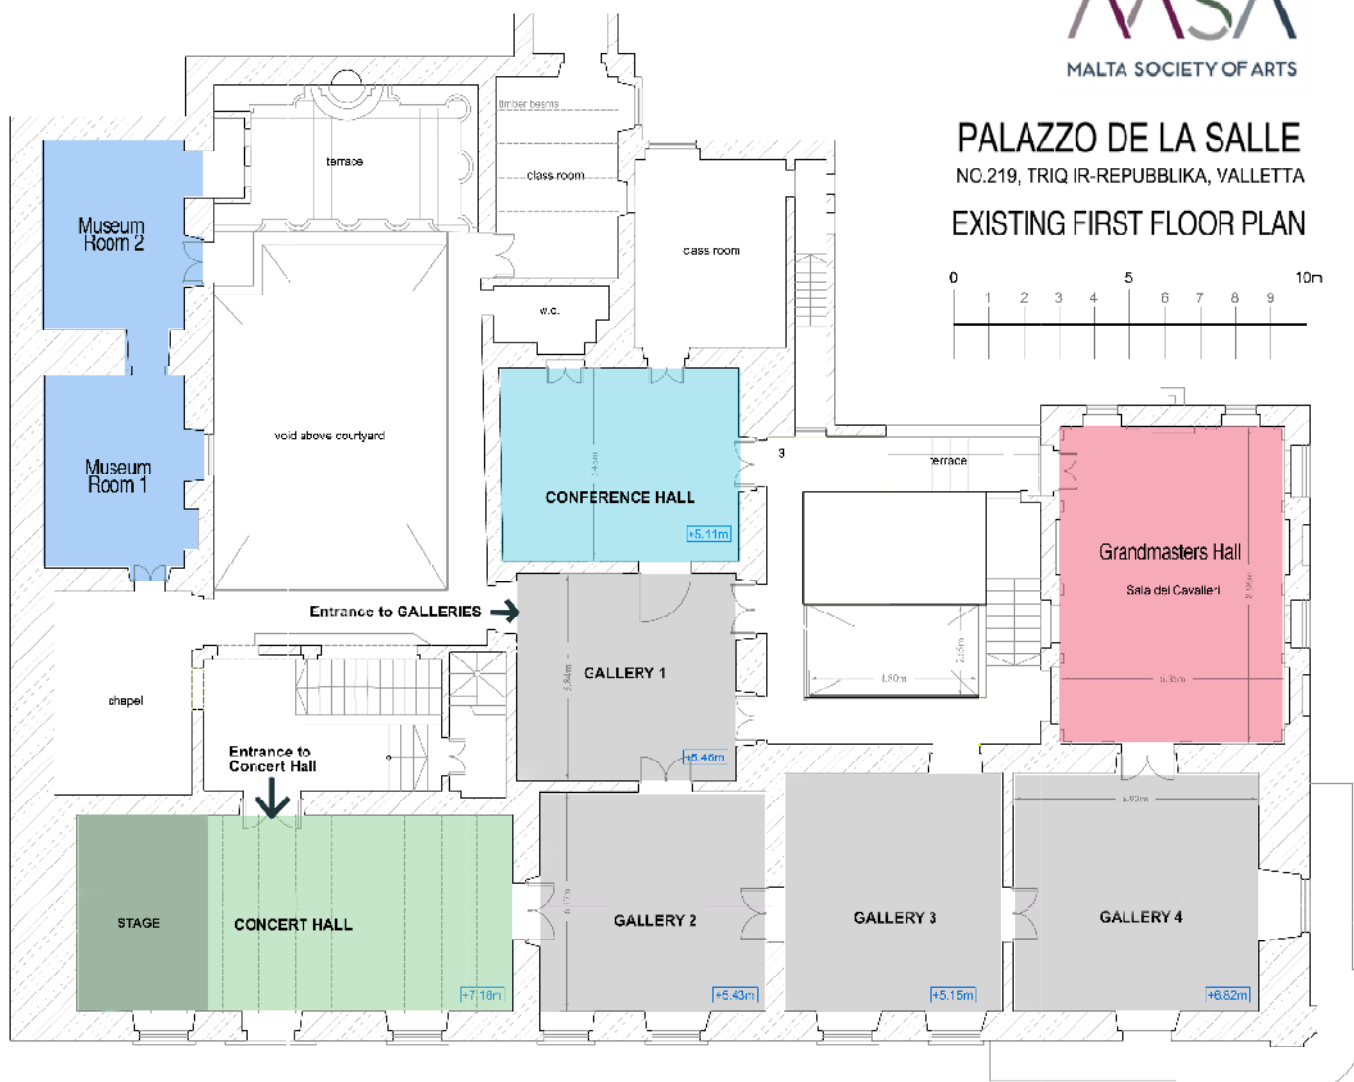 MALTA SOCIETY OF ARTS
PALAZZO DE LA SALLE
NO.219, TRIQ IR-REPUBBLIKA, VALLETTA
EXISTING FIRST FLOOR PLAN
0 5 10m
1 2 3 4 6 7 8 9
timber beams
terrace
class room
class room
Museum
Room 2
w.c.
void above courtyard
3
terrace
Museum
Room 1
CONFERENCE HALL
+5.11m
Grandmasters Hall
Sala dei Cavalieri
Entrance to GALLERIES
GALLERY 1
5.84m
+5.46m
chapel
Entrance to
Concert Hall
STAGE
CONCERT HALL
+7.18m
GALLERY 2
+5.43m
GALLERY 3
+5.15m
GALLERY 4
+6.82m